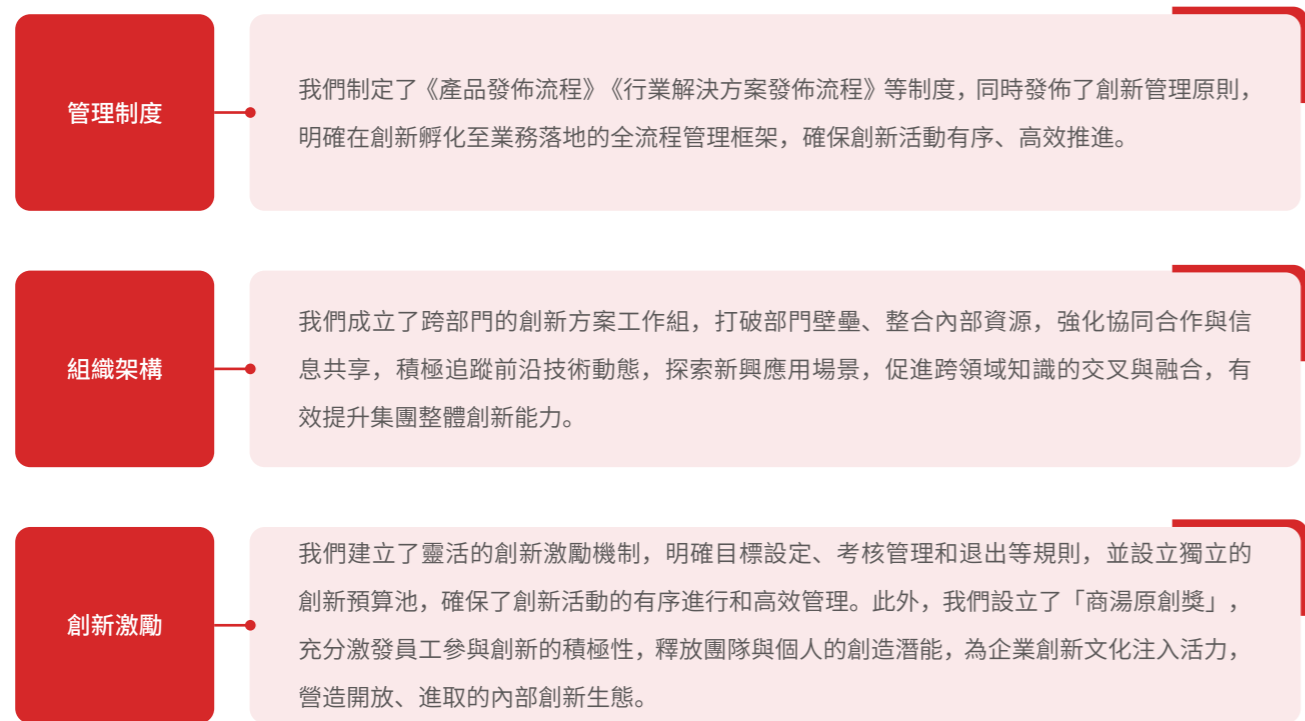 管理制度
我們制定了《產品發佈流程》《行業解決方案發佈流程》等制度，同時發佈了創新管理原則，
明確在創新孵化至業務落地的全流程管理框架，確保創新活動有序、高效推進。
組織架構
我們成立了跨部門的創新方案工作組，打破部門壁壘、整合內部資源，強化協同合作與信
息共享，積極追蹤前沿技術動態，探索新興應用場景，促進跨領域知識的交叉與融合，有
效提升集團整體創新能力。
創新激勵
我們建立了靈活的創新激勵機制，明確目標設定、考核管理和退出等規則，並設立獨立的
創新預算池，確保了創新活動的有序進行和高效管理。此外，我們設立了「商湯原創獎」，
充分激發員工參與創新的積極性，釋放團隊與個人的創造潛能，為企業創新文化注入活力，
營造開放、進取的內部創新生態。